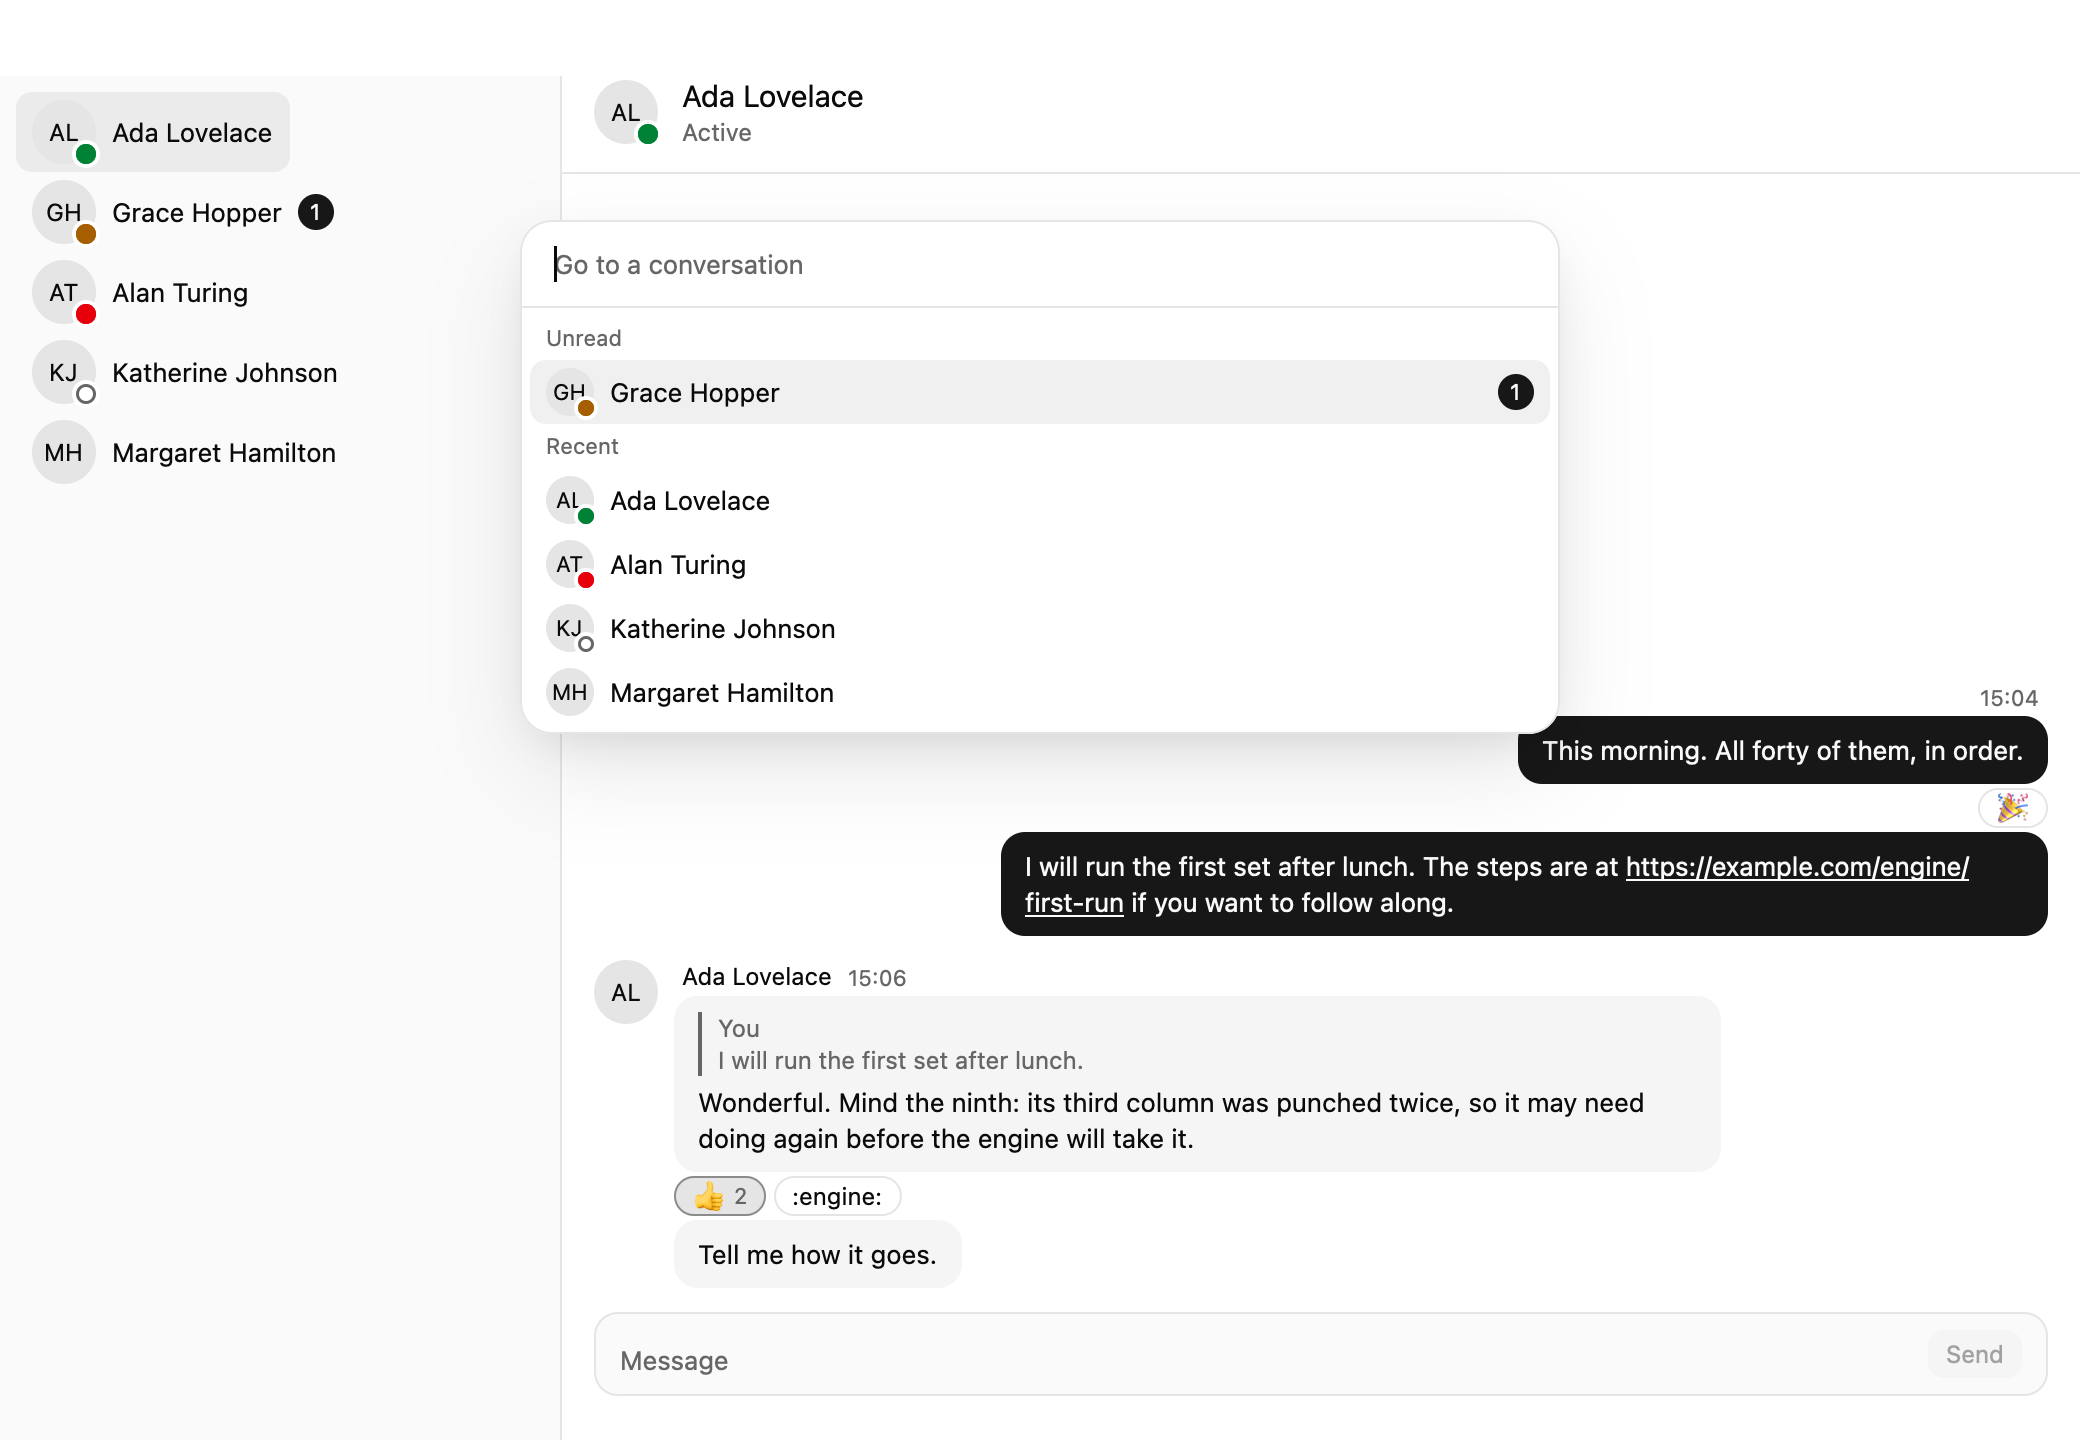 AL Ada Lovelace
GH Grace Hopper 1
AT Alan Turing
KJ Katherine Johnson
MH Margaret Hamilton
AL Ada Lovelace
Active
Go to a conversation
Unread
GH Grace Hopper 1
Recent
AL Ada Lovelace
AT Alan Turing
KJ Katherine Johnson
MH Margaret Hamilton
15:04
This morning. All forty of them, in order.
I will run the first set after lunch. The steps are at https://example.com/engine/
first-run if you want to follow along.
AL Ada Lovelace 15:06
You
I will run the first set after lunch.
Wonderful. Mind the ninth: its third column was punched twice, so it may need
doing again before the engine will take it.
2 :engine:
Tell me how it goes.
Message Send